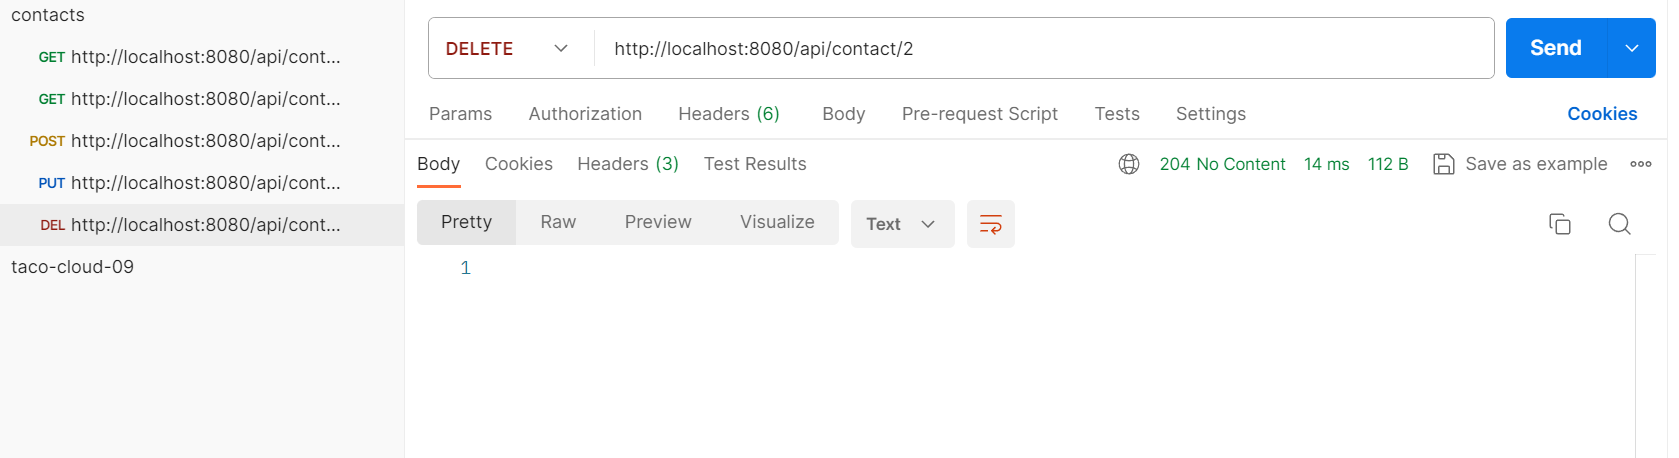 contacts
GET http://localhost:8080/api/cont...
GET http://localhost:8080/api/cont...
POST http://localhost:8080/api/cont...
PUT http://localhost:8080/api/cont...
DEL http://localhost:8080/api/cont...
taco-cloud-09
DELETE http://localhost:8080/api/contact/2 Send
Params Authorization Headers (6) Body Pre-request Script Tests Settings Cookies
Body Cookies Headers (3) Test Results 204 No Content 14 ms 112 B Save as example
Pretty Raw Preview Visualize Text
1